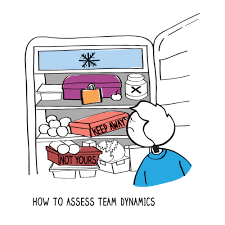 KEEP AWAY!
NOT YOURS
HOW TO ASSESS TEAM DYNAMICS